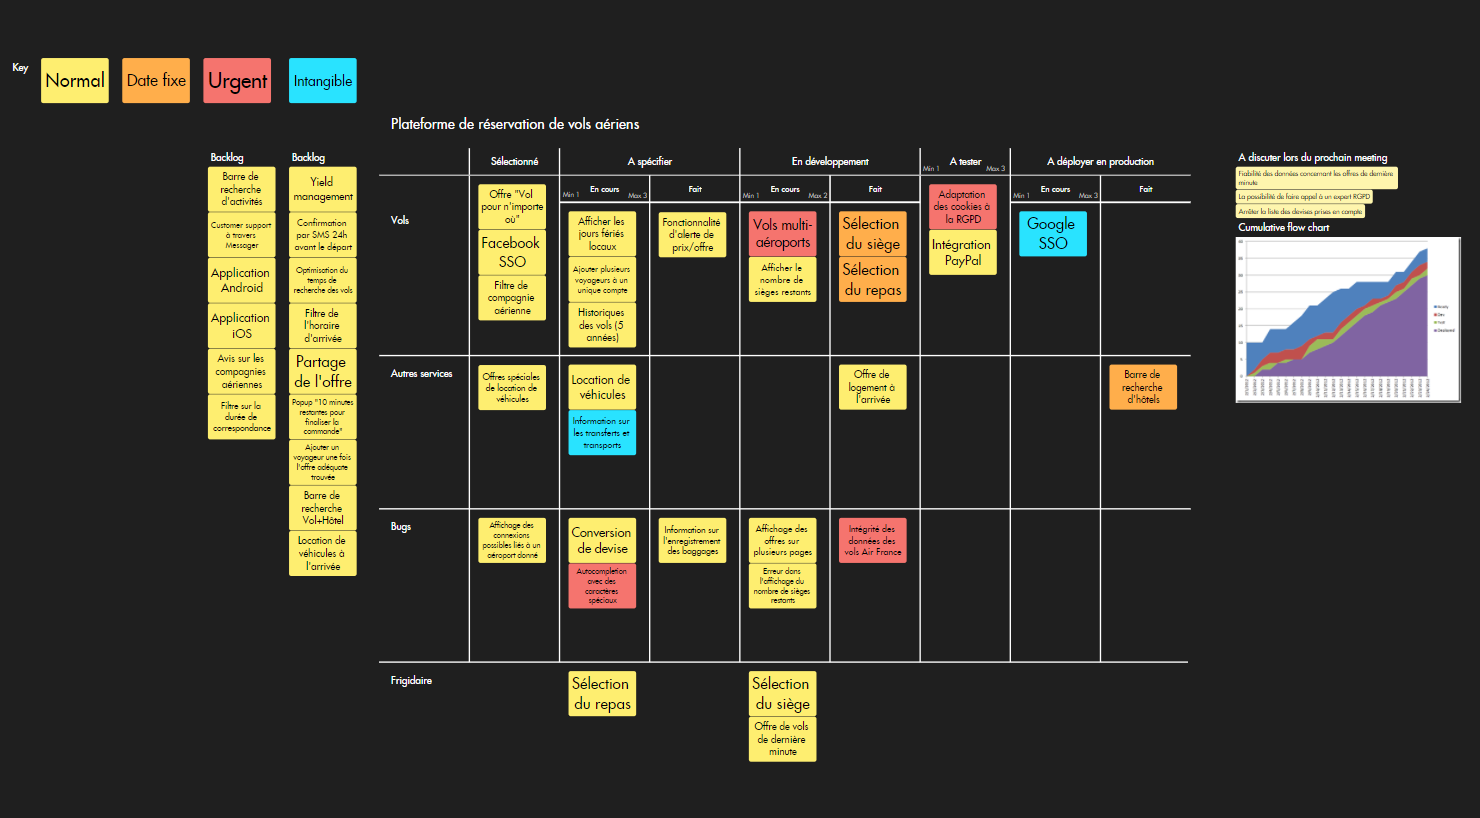 Key
Normal
Date fixe
Urgent
Intangible
Plateforme de réservation de vols aériens
Backlog
Barre de
recherche
d'activités
Customer support
à travers
Messager
Application
Android
Application
iOS
Avis sur les
compagnies
aériennes
Filtre sur la
durée de
correspondance
Backlog
Yield
management
Confirmation
par SMS 24h
avant le départ
Optimisation du
temps de
recherche des vols
Filtre de
l'horaire
d'arrivée
Partage
de l'offre
Popup "10 minutes
restantes pour
finaliser la
commande"
Ajouter un
voyageur une fois
l'offre adéquate
trouvée
Barre de
recherche
Vol+Hôtel
Location de
véhicules à
l'arrivée
Sélectionné
A spécifier
En développement
A tester
Min 1
Max 3
A déployer en production
Min 1
En cours
Max 3
Fait
Min 1
En cours
Max 2
Fait
Min 1
En cours
Max 3
Fait
Vols
Offre "Vol
pour n'importe
où"
Facebook
SSO
Filtre de
compagnie
aérienne
Afficher les
jours fériés
locaux
Ajouter plusieurs
voyageurs à un
unique compte
Historiques
des vols (5
années)
Fonctionnalité
d'alerte de
prix/offre
Vols multi-
aéroports
Afficher le
nombre de
sièges restants
Sélection
du siège
Sélection
du repas
Adaptation
des cookies à
la RGPD
Intégration
PayPal
Google
SSO
Autres services
Offres spéciales
de location de
véhicules
Location de
véhicules
Information sur
les transferts et
transports
Offre de
logement à
l'arrivée
Barre de
recherche
d'hôtels
Bugs
Affichage des
connexions
possibles liés à un
aéroport donné
Conversion
de devise
Autocompletion
avec des
caractères
spéciaux
Information sur
l'enregistrement
des baggages
Affichage des
offres sur
plusieurs pages
Erreur dans
l'affichage du
nombre de sièges
restants
Intégrité des
données des
vols Air France
Frigidaire
Sélection
du repas
Sélection
du siège
Offre de vols
de dernière
minute
A discuter lors du prochain meeting
Fiabilité des données concernant les offres de dernière
minute
La possibilité de faire appel à un expert RGPD
Arrêter la liste des devises prises en compte
Cumulative flow chart